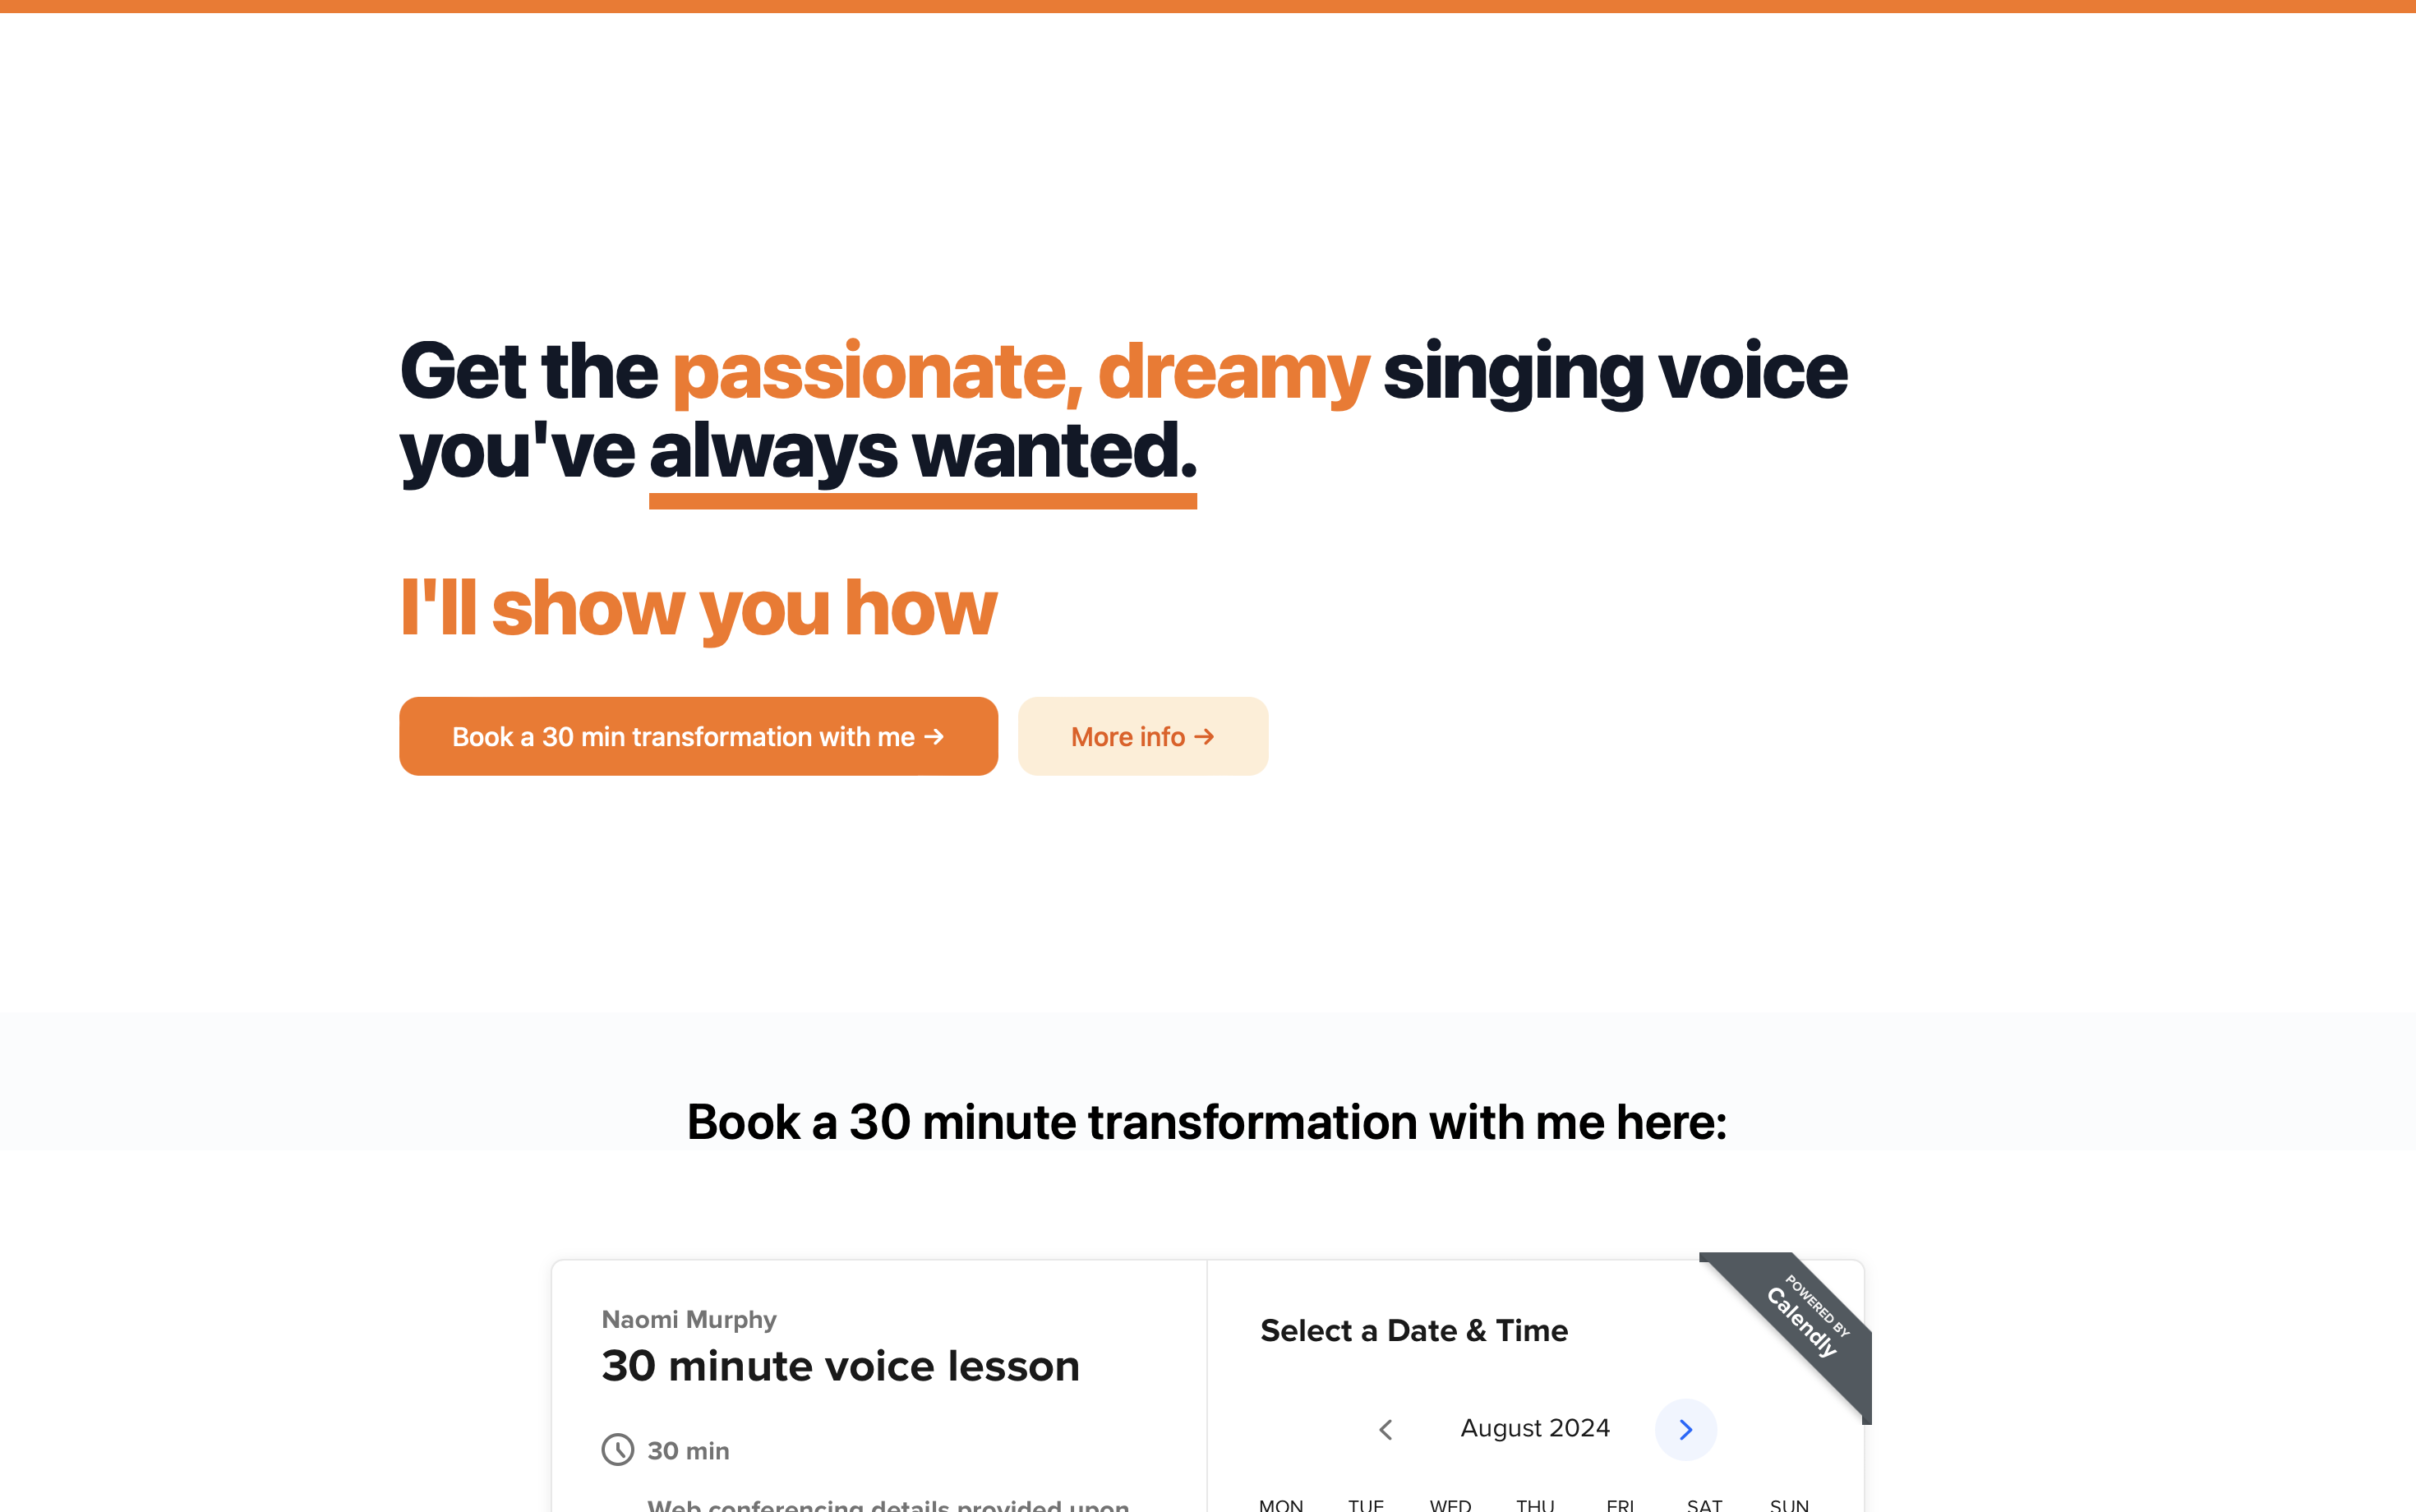 Get the passionate, dreamy singing voice
you've always wanted.
I'll show you how
Book a 30 min transformation with me →
More info →
Book a 30 minute transformation with me here:
Naomi Murphy
30 minute voice lesson
30 min
Web conferencing details provided upon
Select a Date & Time
POWERED BY
Calendly
August 2024
MON TUE WED THU FRI SAT SUN